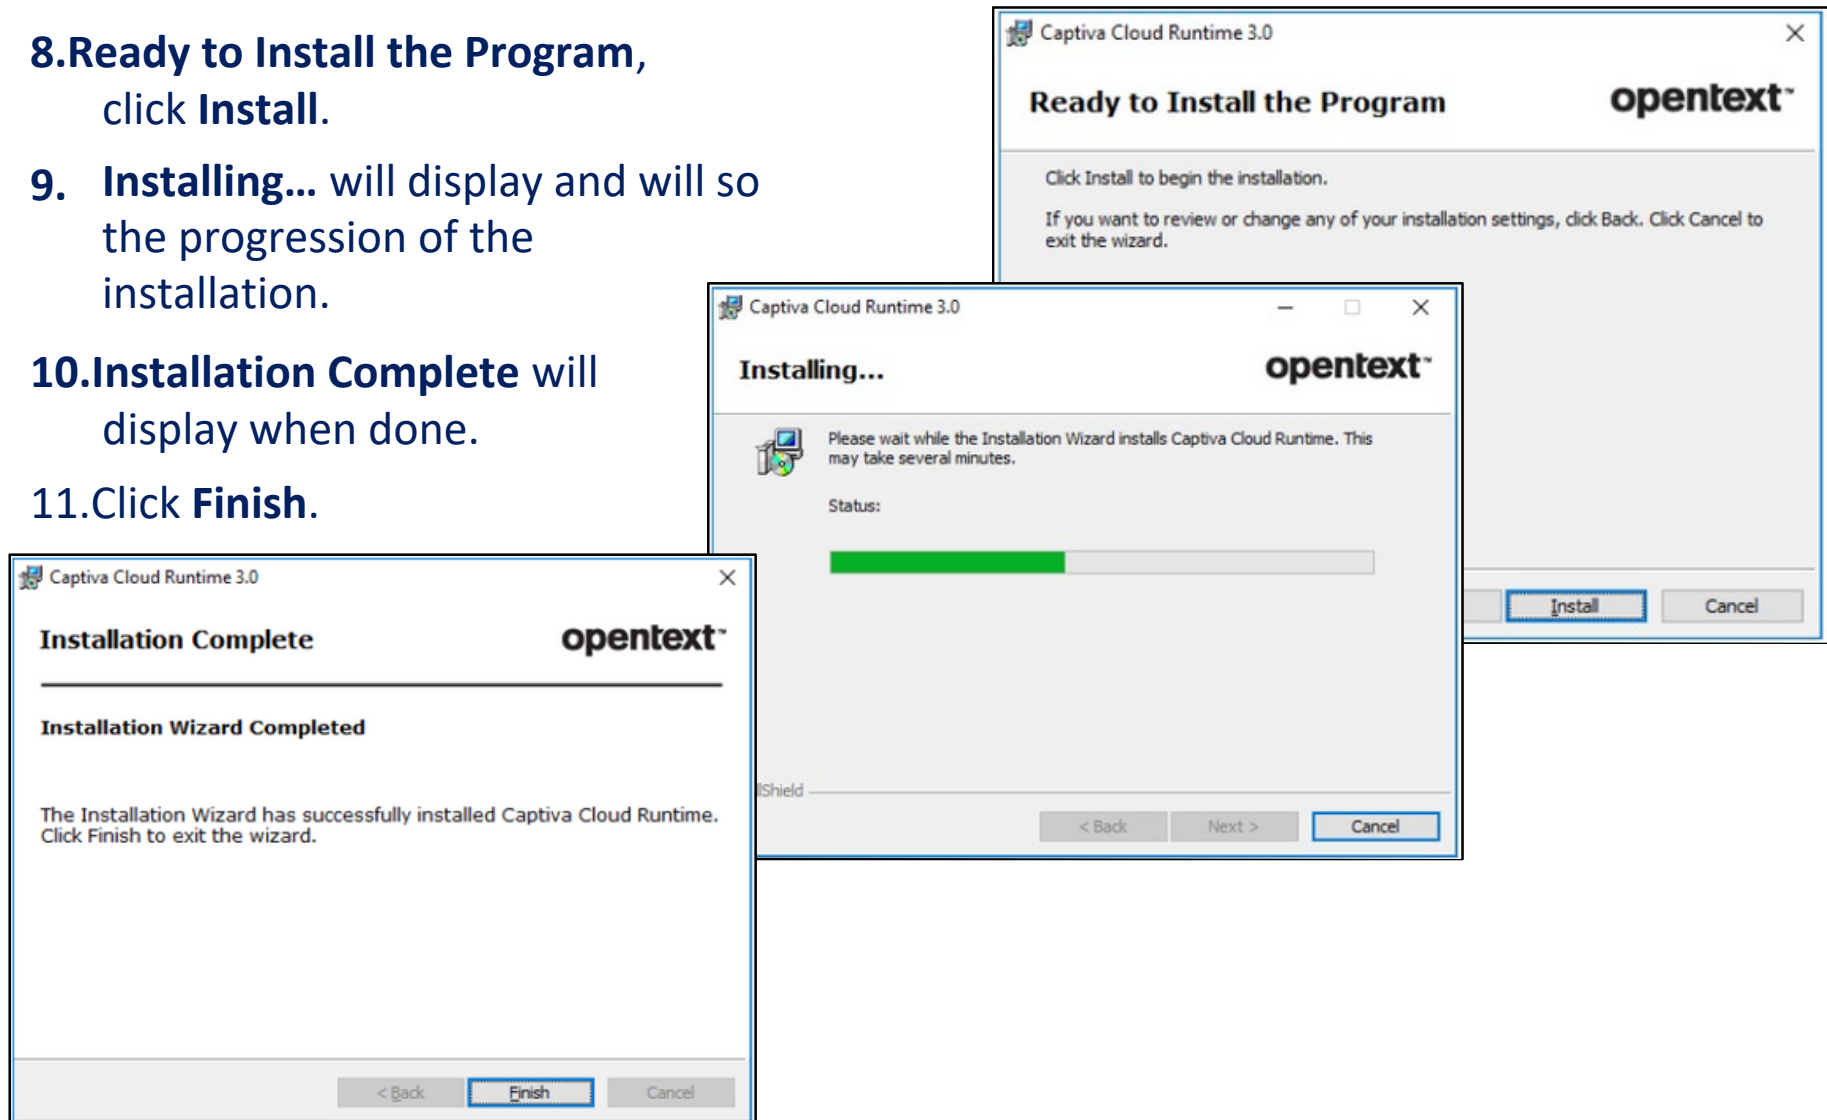 8.Ready to Install the Program,
click Install.
9. Installing... will display and will so
the progression of the
installation.
10.Installation Complete will
display when done.
11.Click Finish.
Captiva Cloud Runtime 3.0
Ready to Install the Program
opentext™
Click Install to begin the installation.
If you want to review or change any of your installation settings, click Back. Click Cancel to
exit the wizard.
Install
Cancel
Captiva Cloud Runtime 3.0
Installing...
opentext™
Please wait while the Installation Wizard installs Captiva Cloud Runtime. This
may take several minutes.
Status:
lShield
< Back
Next >
Cancel
Captiva Cloud Runtime 3.0
Installation Complete
opentext™
Installation Wizard Completed
The Installation Wizard has successfully installed Captiva Cloud Runtime.
Click Finish to exit the wizard.
< Back
Finish
Cancel